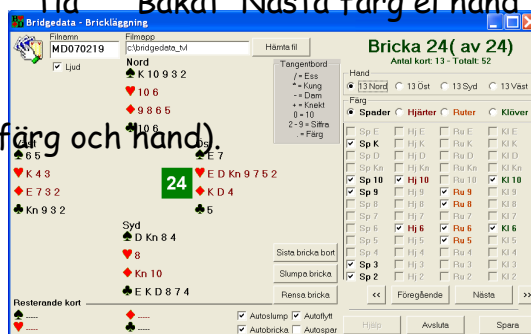 Tid "Bakåt" Nästa färg el hand
Bridgedata - Brickläggning
Filnamn Filmapp
MD070219 c:\bridgedata_tvl Hämta fil
Bricka 24( av 24)
Antal kort: 13 - Totalt: 52
Ljud
Nord
♠ K 10 9 3 2
♥ 10 6
♦ 9 8 6 5
♣ 10 6
färg och hand).
Tangentbord
/ = Ess
* = Kung
- = Dam
+ = Knekt
0 = 10
2 - 9 = Siffra
. = Färg
Hand
13 Nord 13 Öst 13 Syd 13 Väst
Färg
Spader Hjärter Ruter Klöver
Sp E Hj E Ru E Kl E
Sp K Hj K Ru K Kl K
Sp D Hj D Ru D Kl D
Sp Kn Hj Kn Ru Kn Kl Kn
Sp 10 Hj 10 Ru 10 Kl 10
Sp 9 Hj 9 Ru 9 Kl 9
Sp 8 Hj 8 Ru 8 Kl 8
Sp 7 Hj 7 Ru 7 Kl 7
Sp 6 Hj 6 Ru 6 Kl 6
Sp 5 Hj 5 Ru 5 Kl 5
Sp 4 Hj 4 Ru 4 Kl 4
Sp 3 Hj 3 Ru 3 Kl 3
Sp 2 Hj 2 Ru 2 Kl 2
Väst
♠ 6 5
♥ K 4 3
♦ E 7 3 2
♣ Kn 9 3 2
24
Öst
♠ E 7
♥ E D Kn 9 7 5 2
♦ K D 4
♣ 5
Syd
♠ D Kn 8 4
♥ 8
♦ Kn 10
♣ E K D 8 7 4
Sista bricka bort
Slumpa bricka
Rensa bricka
<< Föregående Nästa >>
Resterande kort
♠ ----- ♦ -----
♥ ----- ♣ -----
Autoslump Autoflytt
Autobricka Autospar
Hjälp Avsluta Spara